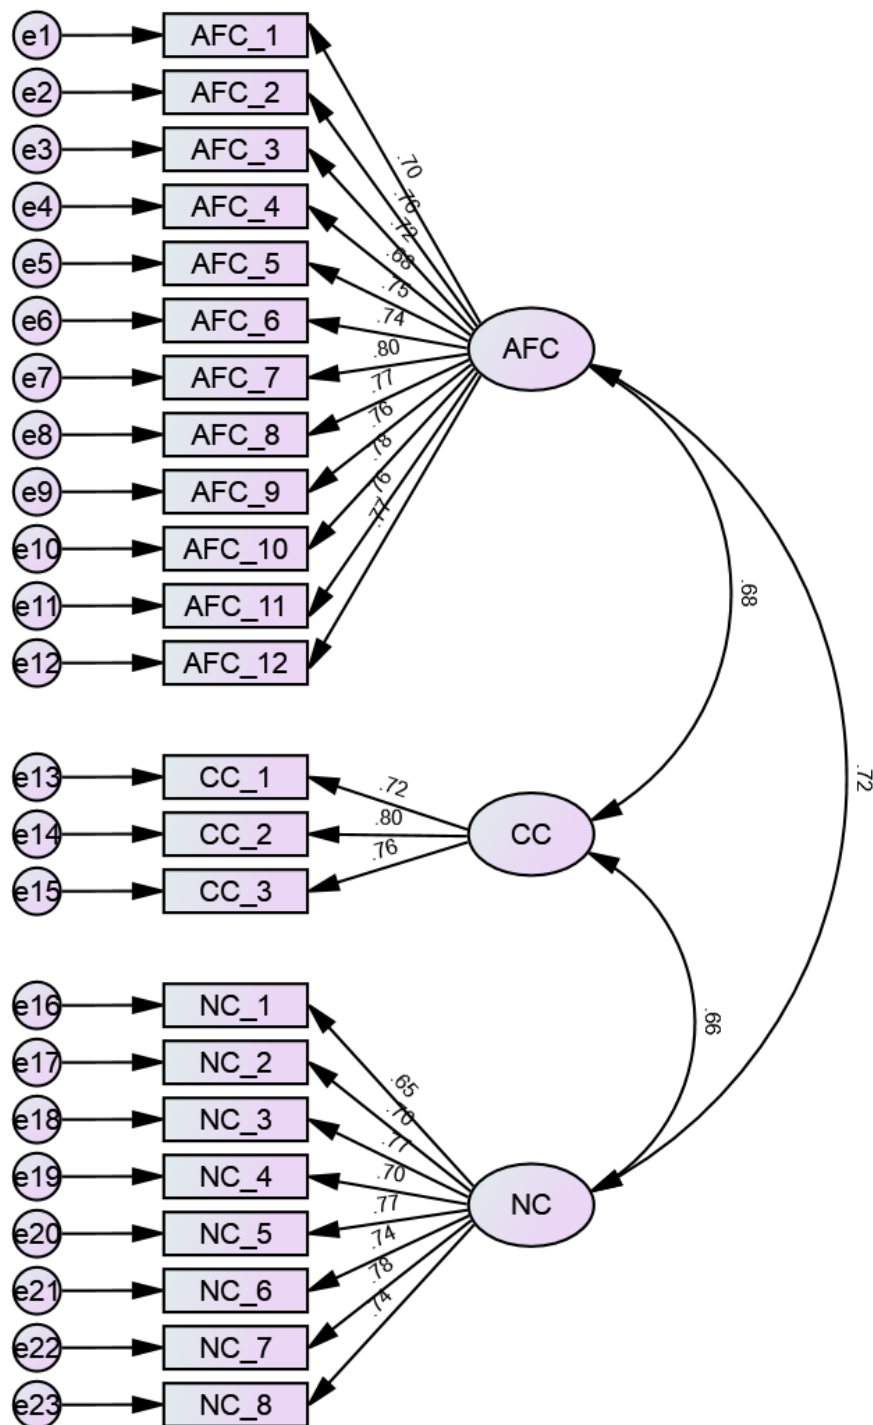 e1 AFC_1
e2 AFC_2
e3 AFC_3
e4 AFC_4
e5 AFC_5
e6 AFC_6
e7 AFC_7
e8 AFC_8
e9 AFC_9
e10 AFC_10
e11 AFC_11
e12 AFC_12
.70
.76
.72
.68
.75
.74
.80
.77
.76
.78
.76
.77
AFC
.68
.72
e13 CC_1
e14 CC_2
e15 CC_3
.72
.80
.76
CC
.66
e16 NC_1
e17 NC_2
e18 NC_3
e19 NC_4
e20 NC_5
e21 NC_6
e22 NC_7
e23 NC_8
.65
.70
.77
.70
.77
.74
.78
.74
NC